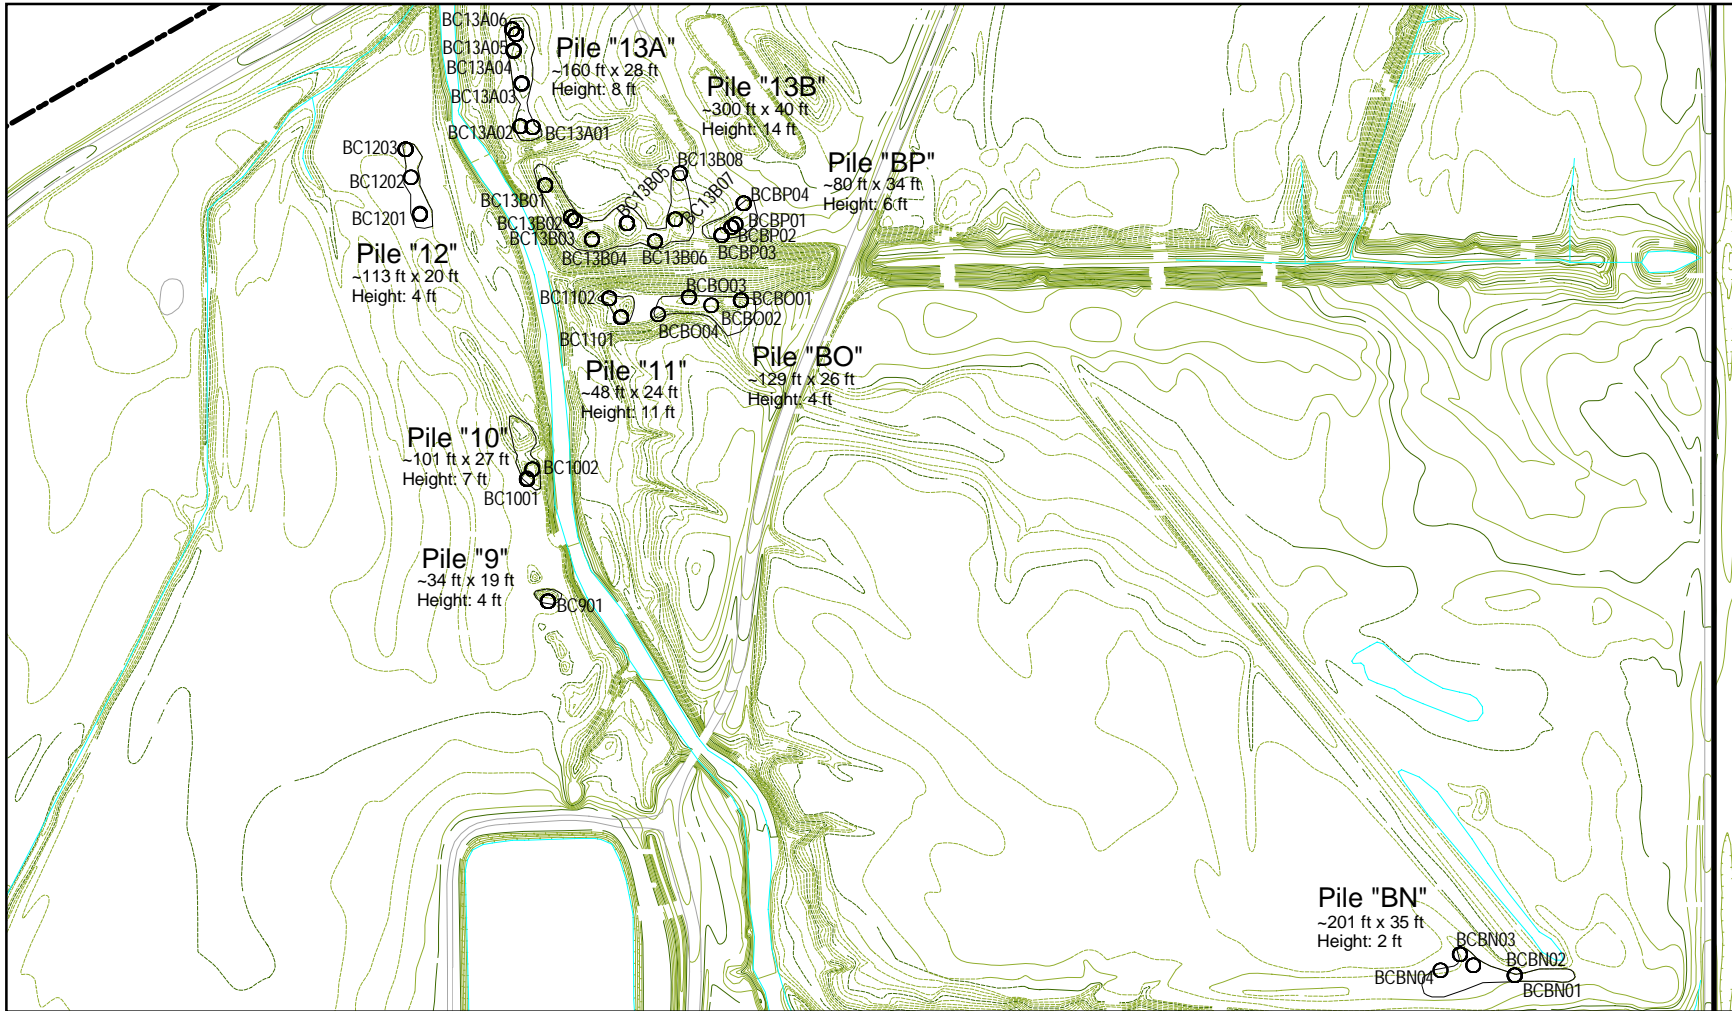 BC13A06
BC13A05
BC13A04
BC13A03
BC13A02
BC13A01
Pile "13A"
~160 ft x 28 ft
Height: 8 ft
Pile "13B"
~300 ft x 40 ft
Height: 14 ft
BC1203
BC1202
BC1201
Pile "12"
~113 ft x 20 ft
Height: 4 ft
BC13B01
BC13B02
BC13B03
BC13B04
BC13B05
BC13B06
BC13B07
BC13B08
Pile "BP"
~80 ft x 34 ft
Height: 6 ft
BCBP04
BCBP01
BCBP02
BCBP03
BC1102
BC1101
BCBO03
BCBO01
BCBO02
BCBO04
Pile "11"
~48 ft x 24 ft
Height: 11 ft
Pile "BO"
~129 ft x 26 ft
Height: 4 ft
Pile "10"
~101 ft x 27 ft
Height: 7 ft
BC1002
BC1001
Pile "9"
~34 ft x 19 ft
Height: 4 ft
BC901
Pile "BN"
~201 ft x 35 ft
Height: 2 ft
BCBN03
BCBN02
BCBN04
BCBN01